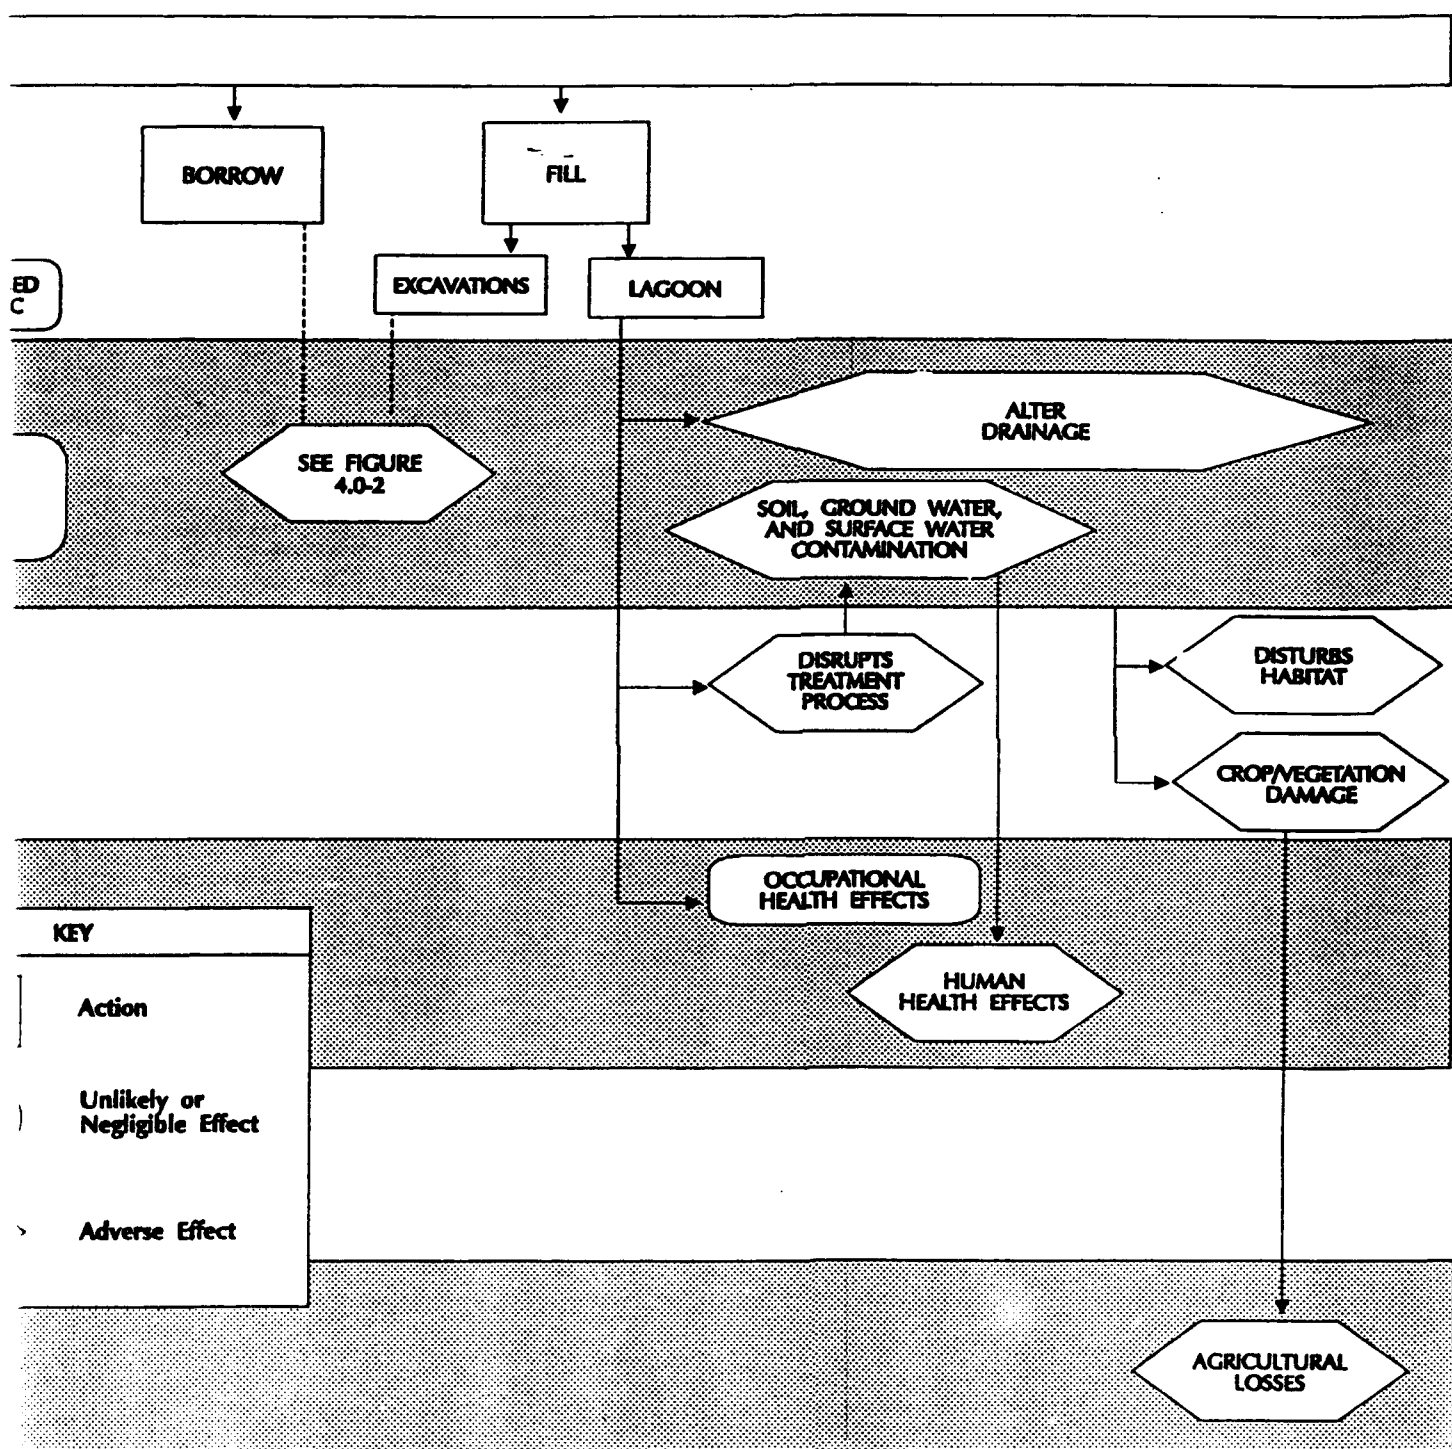 BORROW
FILL
EXCAVATIONS
LAGOON
ED
C
ALTER
DRAINAGE
SEE FIGURE
4.0-2
SOIL, GROUND WATER,
AND SURFACE WATER
CONTAMINATION
DISRUPTS
TREATMENT
PROCESS
DISTURBS
HABITAT
CROP/VEGETATION
DAMAGE
OCCUPATIONAL
HEALTH EFFECTS
HUMAN
HEALTH EFFECTS
KEY
Action
Unlikely or
Negligible Effect
Adverse Effect
AGRICULTURAL
LOSSES